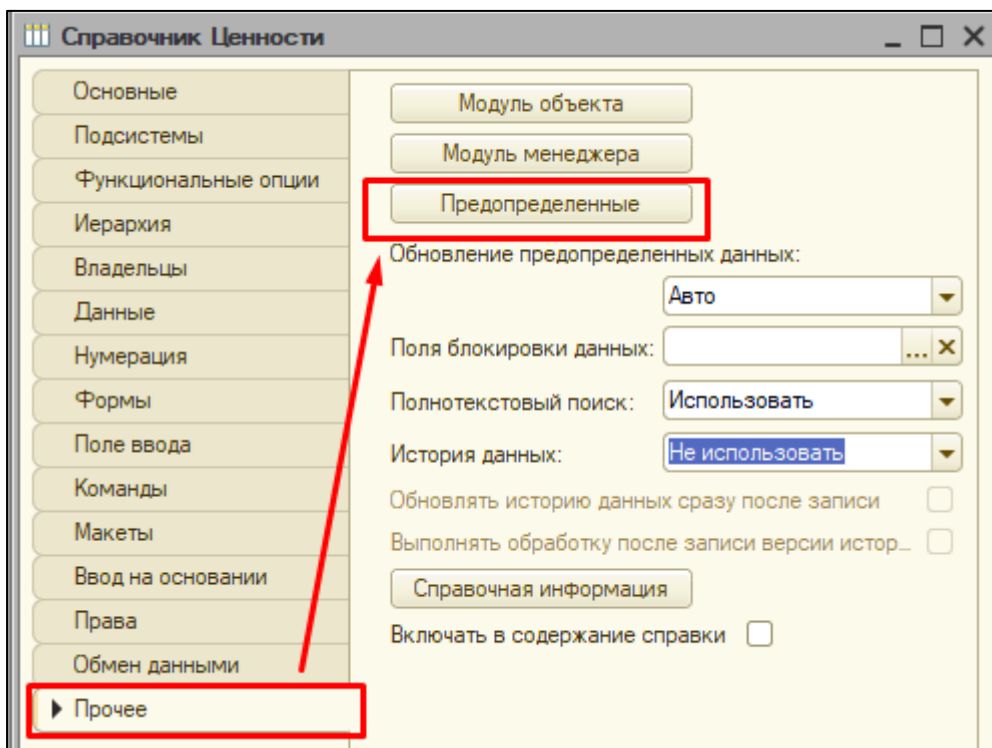 Справочник Ценности
Основные
Подсистемы
Функциональные опции
Иерархия
Владельцы
Данные
Нумерация
Формы
Поле ввода
Команды
Макеты
Ввод на основании
Права
Обмен данными
Прочее
Модуль объекта
Модуль менеджера
Предопределенные
Обновление предопределенных данных:
Авто
Поля блокировки данных:
Полнотекстовый поиск: Использовать
История данных: Не использовать
Обновлять историю данных сразу после записи
Выполнять обработку после записи версии истор...
Справочная информация
Включать в содержание справки